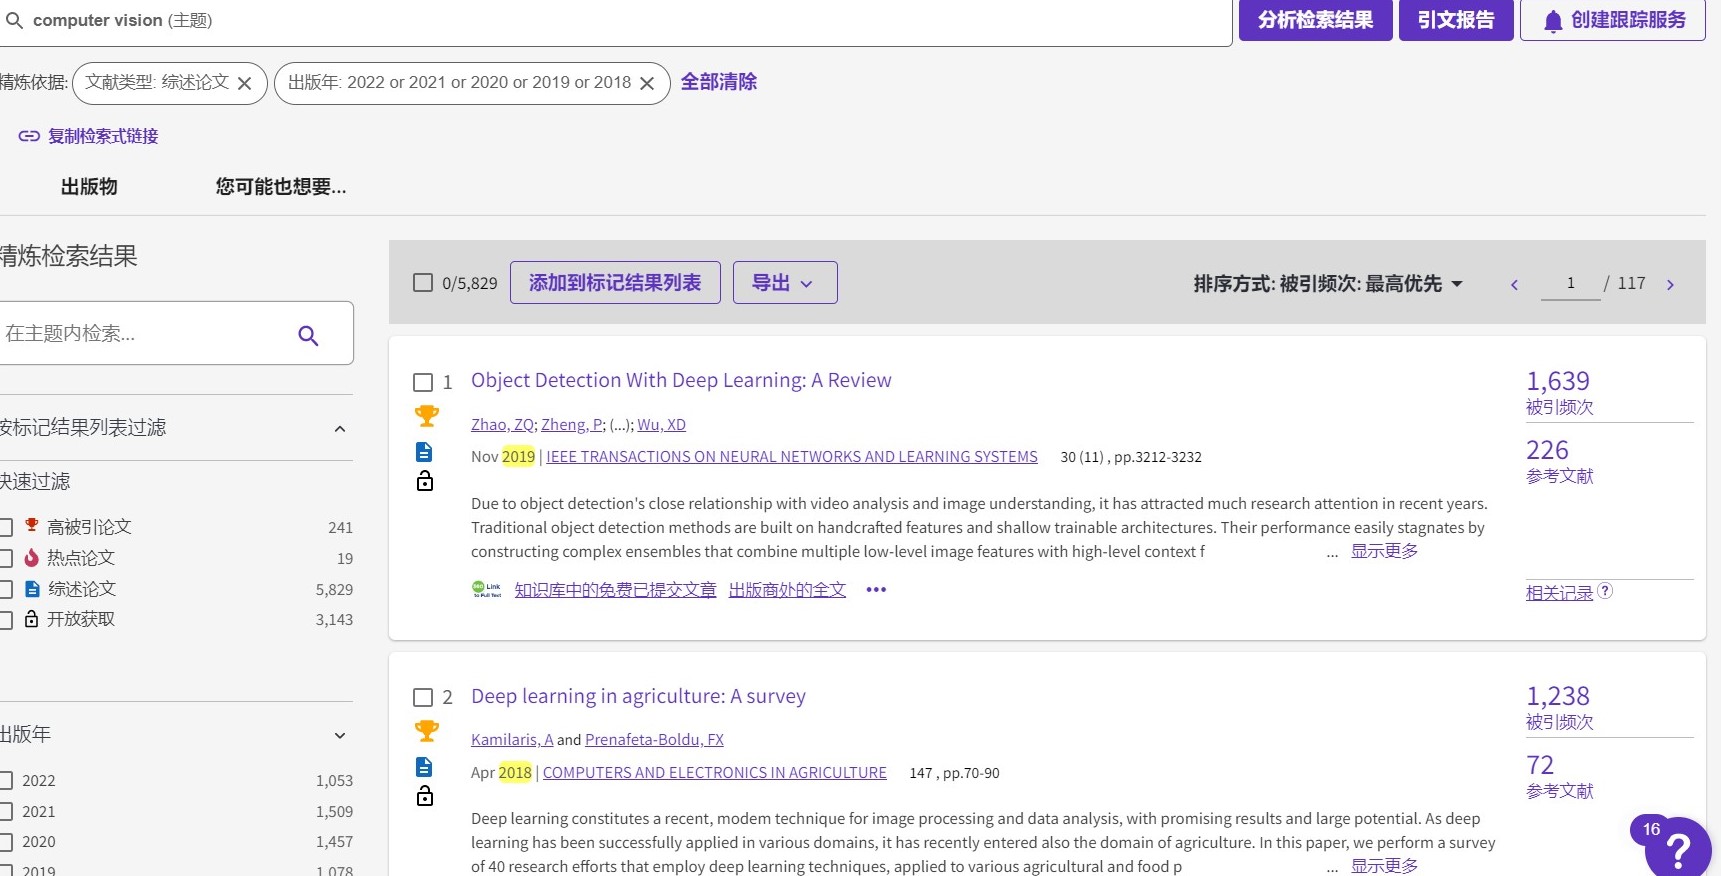 computer vision (主题)
分析检索结果
引文报告
创建跟踪服务
精炼依据:
文献类型: 综述论文
出版年: 2022 or 2021 or 2020 or 2019 or 2018
全部清除
复制检索式链接
出版物
您可能也想要...
精炼检索结果
在主题内检索...
按标记结果列表过滤
快速过滤
高被引论文 241
热点论文 19
综述论文 5,829
开放获取 3,143
出版年
2022 1,053
2021 1,509
2020 1,457
2019 1,078
0/5,829
添加到标记结果列表
导出
排序方式: 被引频次: 最高优先
1 / 117
1 Object Detection With Deep Learning: A Review
Zhao, ZQ; Zheng, P; (...); Wu, XD
Nov 2019 | IEEE TRANSACTIONS ON NEURAL NETWORKS AND LEARNING SYSTEMS 30 (11) , pp.3212-3232
Due to object detection's close relationship with video analysis and image understanding, it has attracted much research attention in recent years.
Traditional object detection methods are built on handcrafted features and shallow trainable architectures. Their performance easily stagnates by
constructing complex ensembles that combine multiple low-level image features with high-level context f ... 显示更多
Link
to Full Text
知识库中的免费已提交文章 出版商处的全文 •••
1,639
被引频次
226
参考文献
相关记录 ?
2 Deep learning in agriculture: A survey
Kamilaris, A and Prenafeta-Boldu, FX
Apr 2018 | COMPUTERS AND ELECTRONICS IN AGRICULTURE 147 , pp.70-90
Deep learning constitutes a recent, modem technique for image processing and data analysis, with promising results and large potential. As deep
learning has been successfully applied in various domains, it has recently entered also the domain of agriculture. In this paper, we perform a survey
of 40 research efforts that employ deep learning techniques, applied to various agricultural and food p ... 显示更多
1,238
被引频次
72
参考文献
16
?